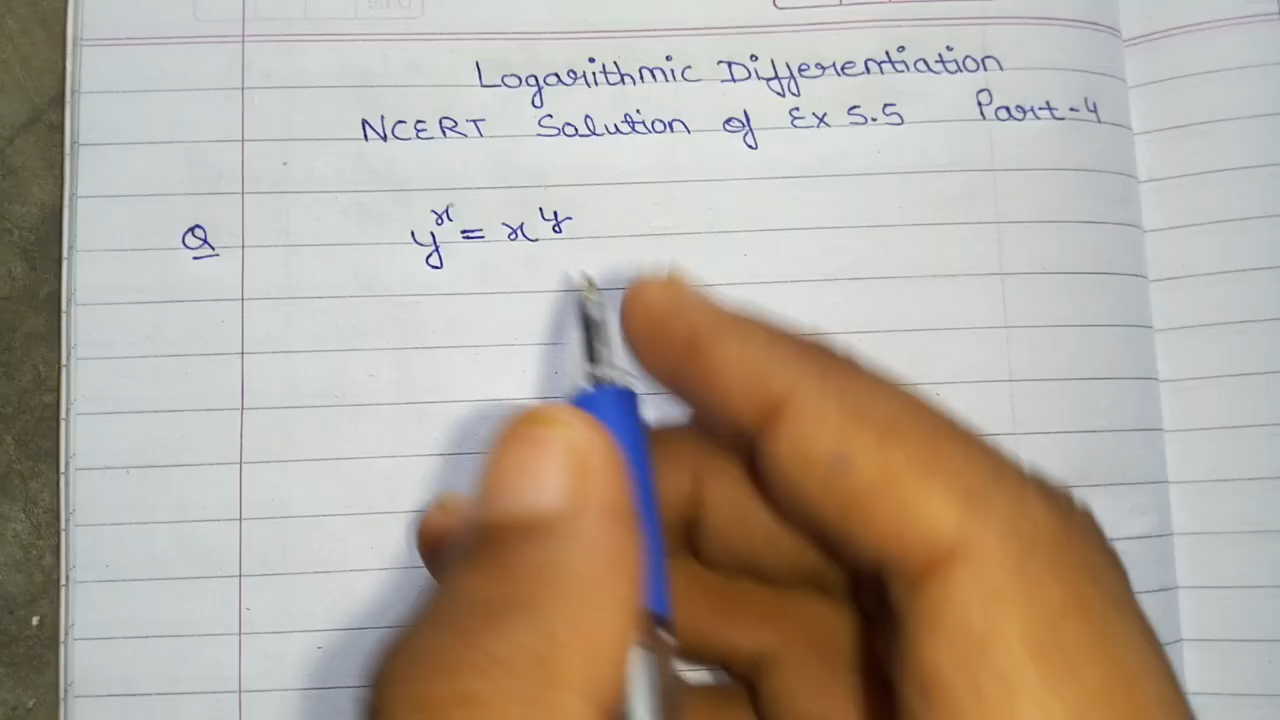 Logarithmic Differentiation
NCERT Solution of Ex 5.5 Part-4
Q y^x = x^y